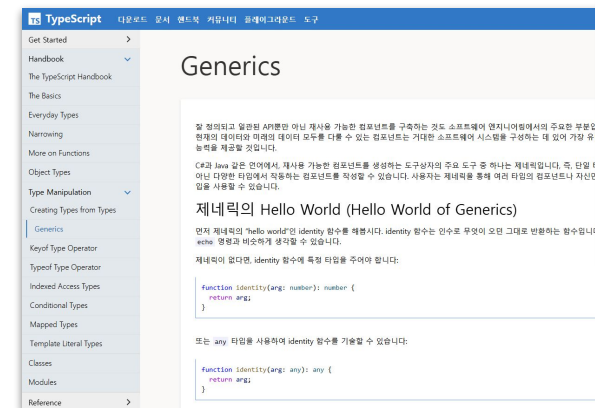 TS TypeScript 다운로드 문서 핸드북 커뮤니티 플레이그라운드 도구
Get Started
Handbook
The TypeScript Handbook
The Basics
Everyday Types
Narrowing
More on Functions
Object Types
Type Manipulation
Creating Types from Types
Generics
Keyof Type Operator
Typeof Type Operator
Indexed Access Types
Conditional Types
Mapped Types
Template Literal Types
Classes
Modules
Reference
Generics
잘 정의되고 일관된 API뿐만 아닌 재사용 가능한 컴포넌트를 구축하는 것도 소프트웨어 엔지니어링에서의 주요한 부분입
현재의 데이터와 미래의 데이터 모두를 다룰 수 있는 컴포넌트는 거대한 소프트웨어 시스템을 구성하는 데 있어 가장 유
능력을 제공할 것입니다.
C#과 Java 같은 언어에서, 재사용 가능한 컴포넌트를 생성하는 도구상자의 주요 도구 중 하나는 제네릭입니다, 즉, 단일 타
아닌 다양한 타입에서 작동하는 컴포넌트를 작성할 수 있습니다. 사용자는 제네릭을 통해 여러 타입의 컴포넌트나 자신만
입을 사용할 수 있습니다.
제네릭의 Hello World (Hello World of Generics)
먼저 제네릭의 "hello world"인 identity 함수를 해봅시다. identity 함수는 인수로 무엇이 오던 그대로 반환하는 함수입니다
echo 명령과 비슷하게 생각할 수 있습니다.
제네릭이 없다면, identity 함수에 특정 타입을 주어야 합니다:
function identity(arg: number): number {
return arg;
}
또는 any 타입을 사용하여 identity 함수를 기술할 수 있습니다:
function identity(arg: any): any {
return arg;
}